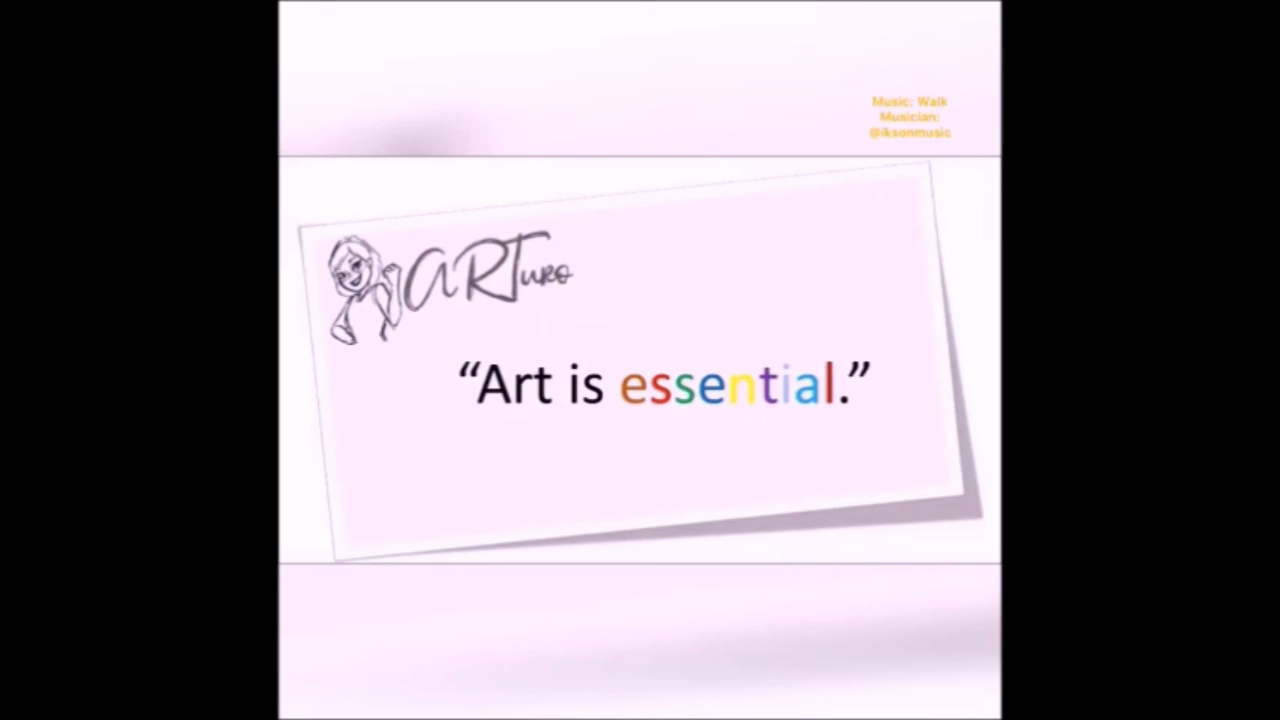 Music: Walk
Musician:
@iksonmusic
ARTuro
“Art is essential.”